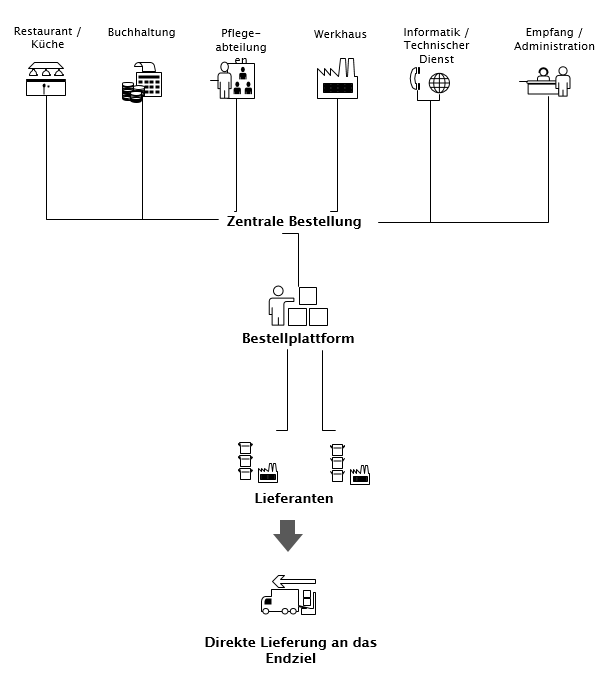 Restaurant /
Küche
Buchhaltung
Pflege-
abteilung
en
Werkhaus
Informatik /
Technischer
Dienst
Empfang /
Administration
Zentrale Bestellung
Bestellplattform
Lieferanten
Direkte Lieferung an das
Endziel